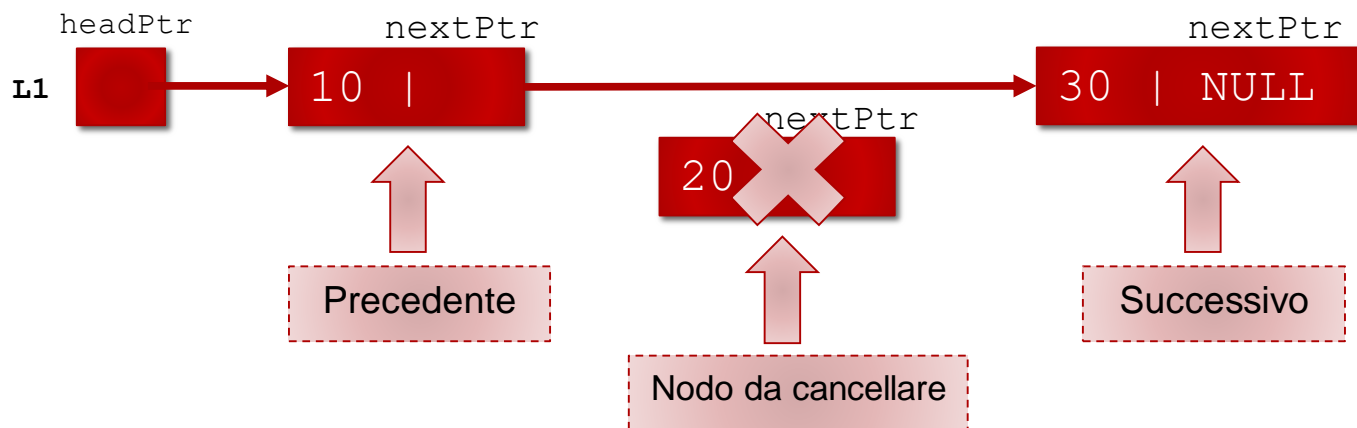 headPtr
nextPtr
nextPtr
L1
10 |
30 | NULL
nextPtr
20
Precedente
Successivo
Nodo da cancellare